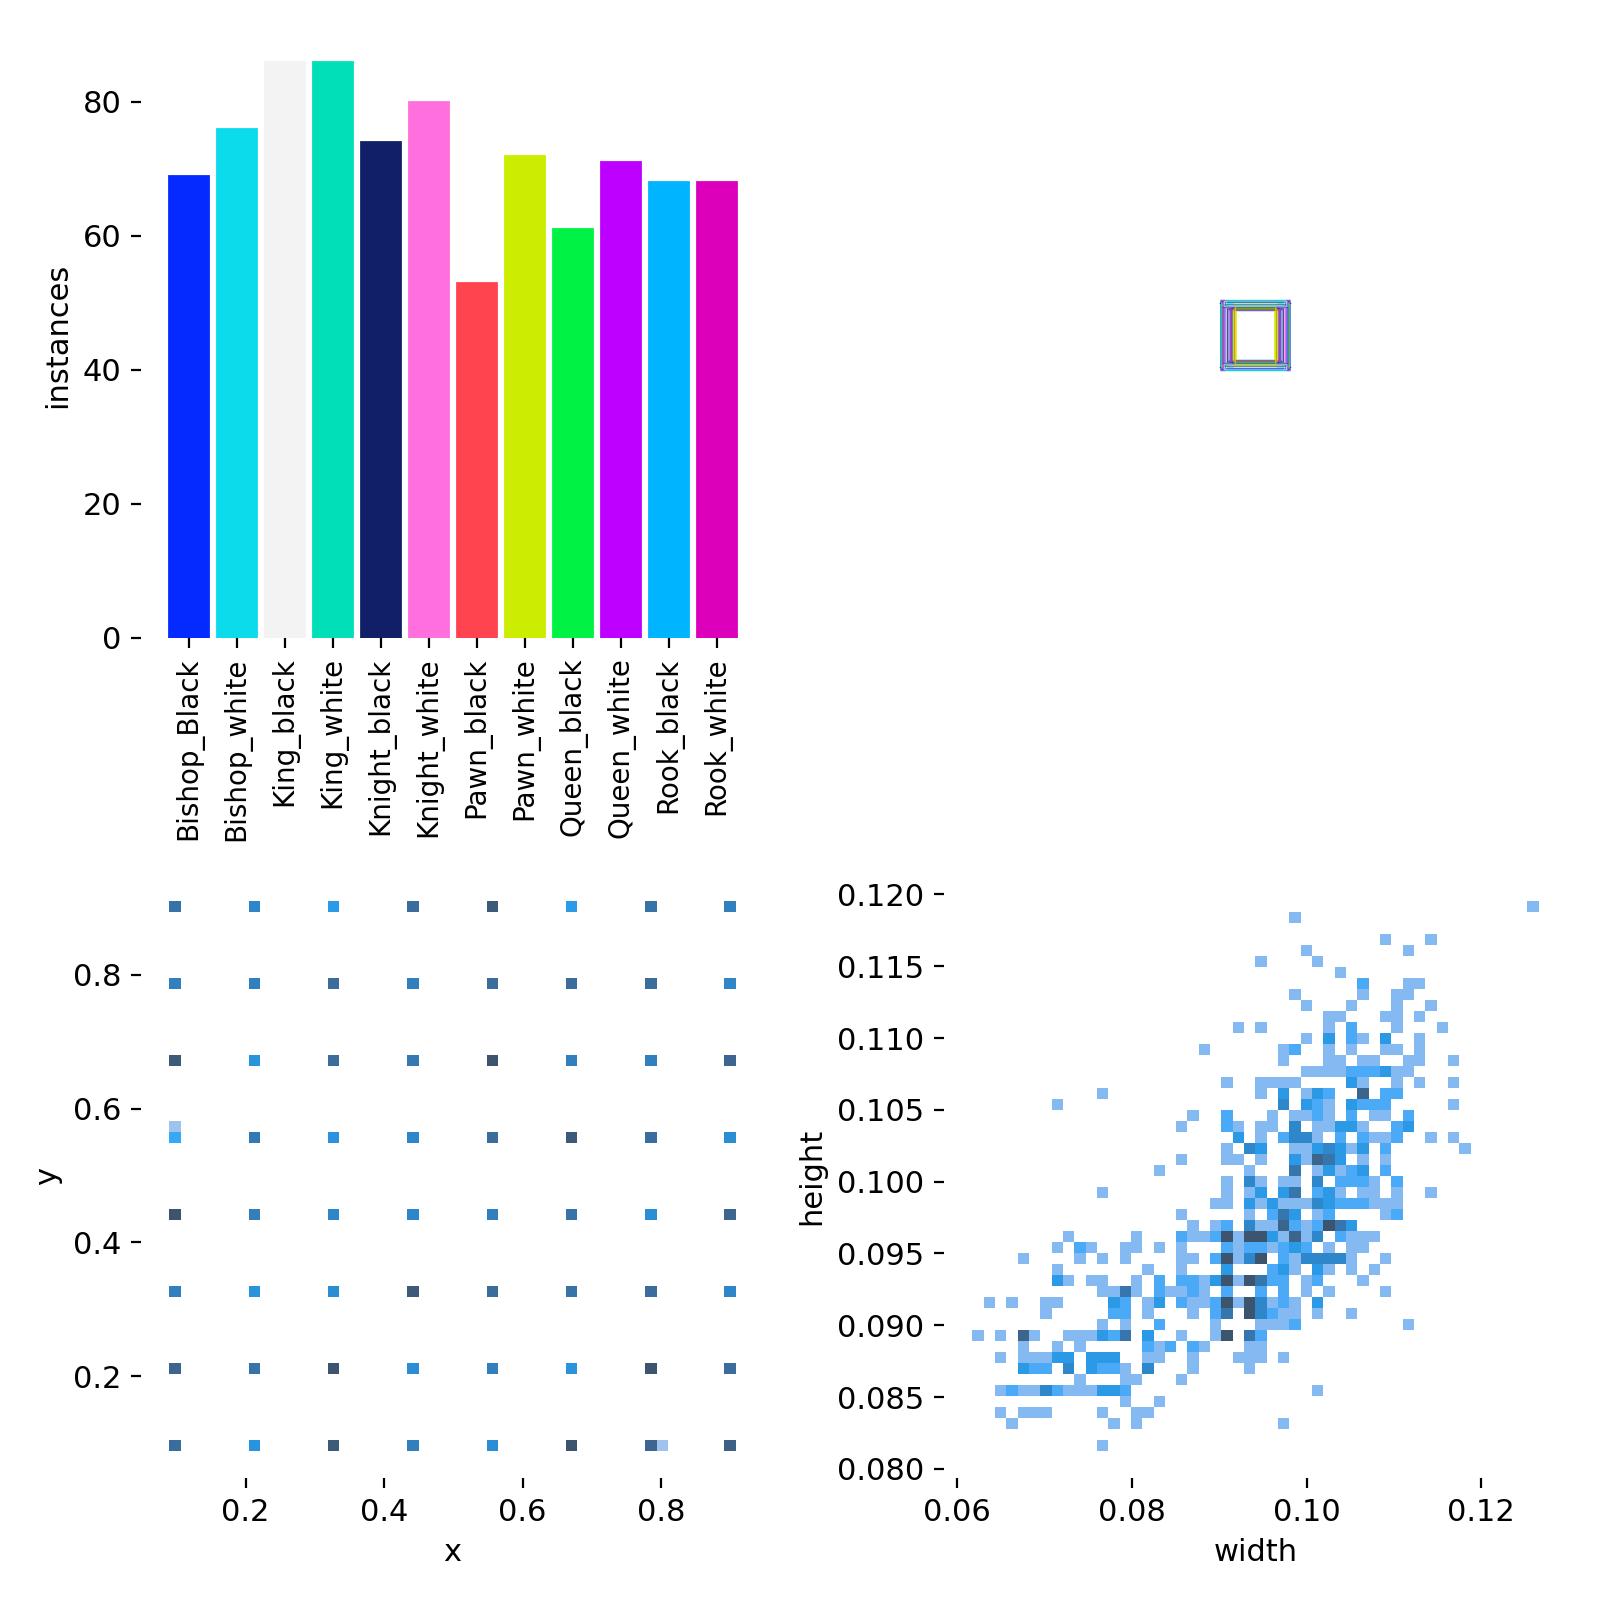 80
60
40
20
0
instances
Bishop_Black
Bishop_white
King_black
King_white
Knight_black
Knight_white
Pawn_black
Pawn_white
Queen_black
Queen_white
Rook_black
Rook_white
0.8
0.6
0.4
0.2
y
0.2 0.4 0.6 0.8
x
0.120
0.115
0.110
0.105
0.100
0.095
0.090
0.085
0.080
height
0.06 0.08 0.10 0.12
width